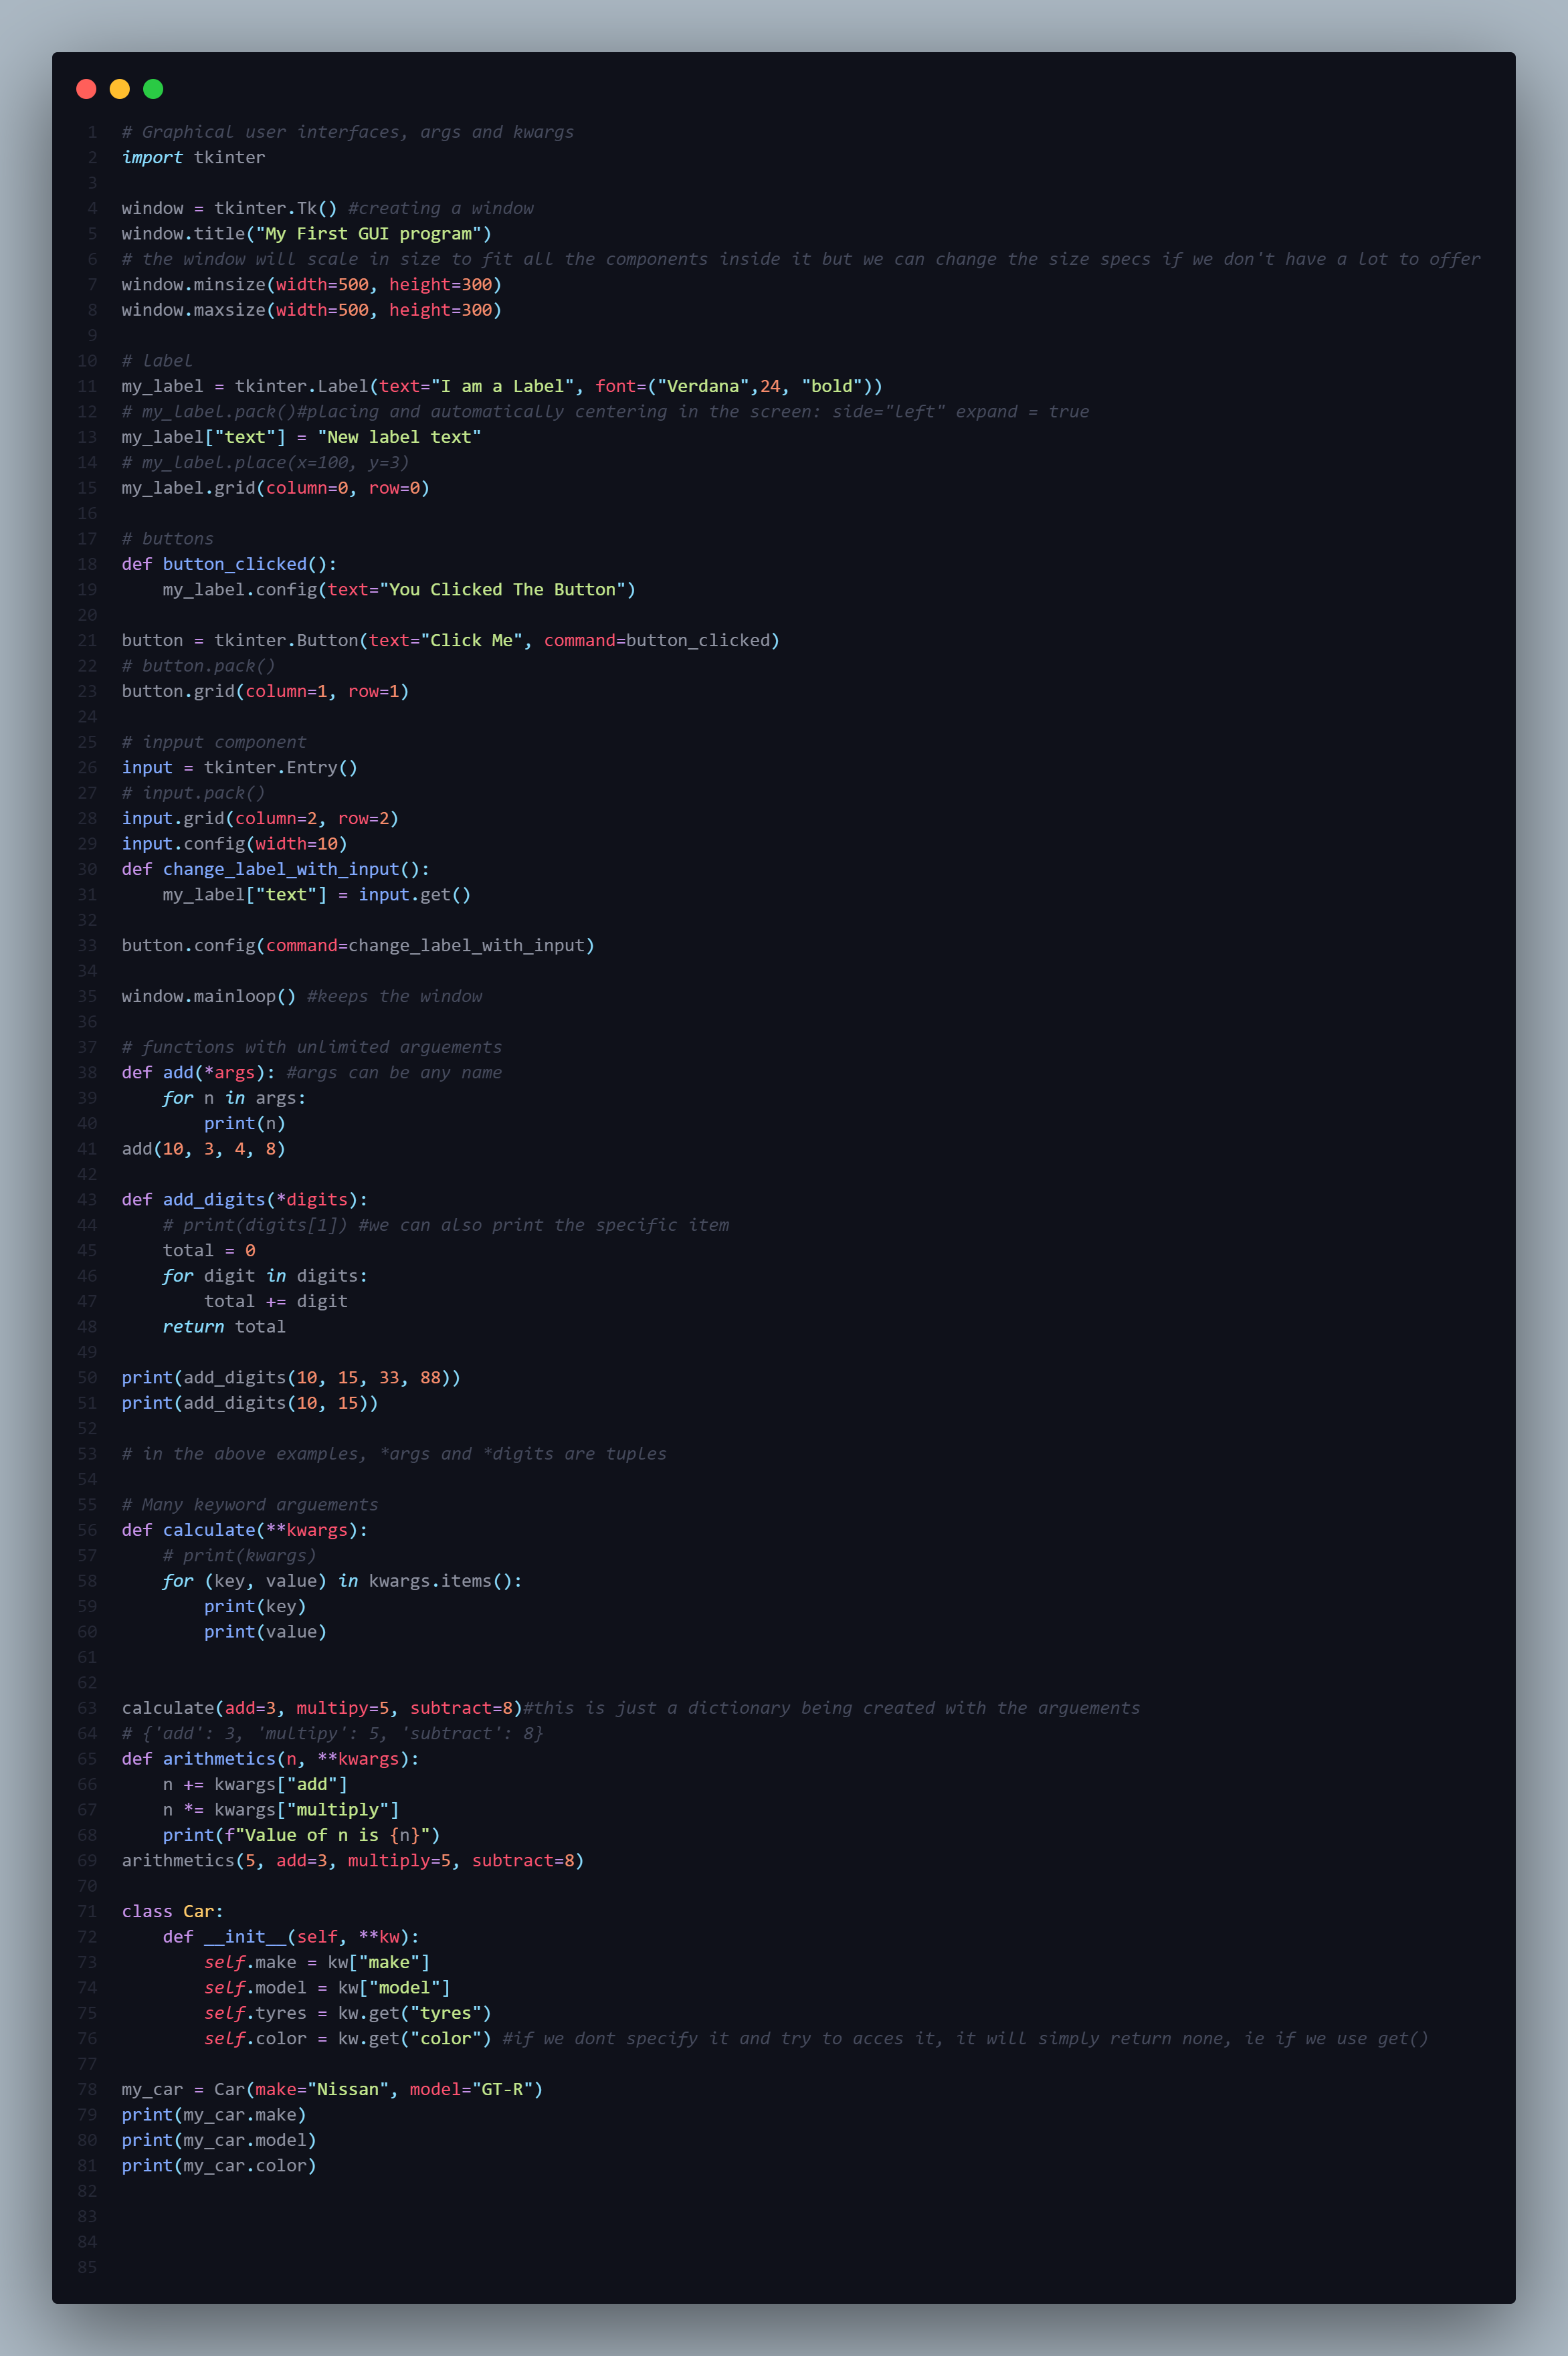 1 # Graphical user interfaces, args and kwargs
2 import tkinter
3
4 window = tkinter.Tk() #creating a window
5 window.title("My First GUI program")
6 # the window will scale in size to fit all the components inside it but we can change the size specs if we don't have a lot to offer
7 window.minsize(width=500, height=300)
8 window.maxsize(width=500, height=300)
9
10 # label
11 my_label = tkinter.Label(text="I am a Label", font=("Verdana",24, "bold"))
12 # my_label.pack()#placing and automatically centering in the screen: side="left" expand = true
13 my_label["text"] = "New label text"
14 # my_label.place(x=100, y=3)
15 my_label.grid(column=0, row=0)
16
17 # buttons
18 def button_clicked():
19     my_label.config(text="You Clicked The Button")
20
21 button = tkinter.Button(text="Click Me", command=button_clicked)
22 # button.pack()
23 button.grid(column=1, row=1)
24
25 # inpput component
26 input = tkinter.Entry()
27 # input.pack()
28 input.grid(column=2, row=2)
29 input.config(width=10)
30 def change_label_with_input():
31     my_label["text"] = input.get()
32
33 button.config(command=change_label_with_input)
34
35 window.mainloop() #keeps the window
36
37 # functions with unlimited arguements
38 def add(*args): #args can be any name
39     for n in args:
40         print(n)
41 add(10, 3, 4, 8)
42
43 def add_digits(*digits):
44     # print(digits[1]) #we can also print the specific item
45     total = 0
46     for digit in digits:
47         total += digit
48     return total
49
50 print(add_digits(10, 15, 33, 88))
51 print(add_digits(10, 15))
52
53 # in the above examples, *args and *digits are tuples
54
55 # Many keyword arguements
56 def calculate(**kwargs):
57     # print(kwargs)
58     for (key, value) in kwargs.items():
59         print(key)
60         print(value)
61
62
63 calculate(add=3, multipy=5, subtract=8)#this is just a dictionary being created with the arguements
64 # {'add': 3, 'multipy': 5, 'subtract': 8}
65 def arithmetics(n, **kwargs):
66     n += kwargs["add"]
67     n *= kwargs["multiply"]
68     print(f"Value of n is {n}")
69 arithmetics(5, add=3, multiply=5, subtract=8)
70
71 class Car:
72     def __init__(self, **kw):
73         self.make = kw["make"]
74         self.model = kw["model"]
75         self.tyres = kw.get("tyres")
76         self.color = kw.get("color") #if we dont specify it and try to acces it, it will simply return none, ie if we use get()
77
78 my_car = Car(make="Nissan", model="GT-R")
79 print(my_car.make)
80 print(my_car.model)
81 print(my_car.color)
82
83
84
85